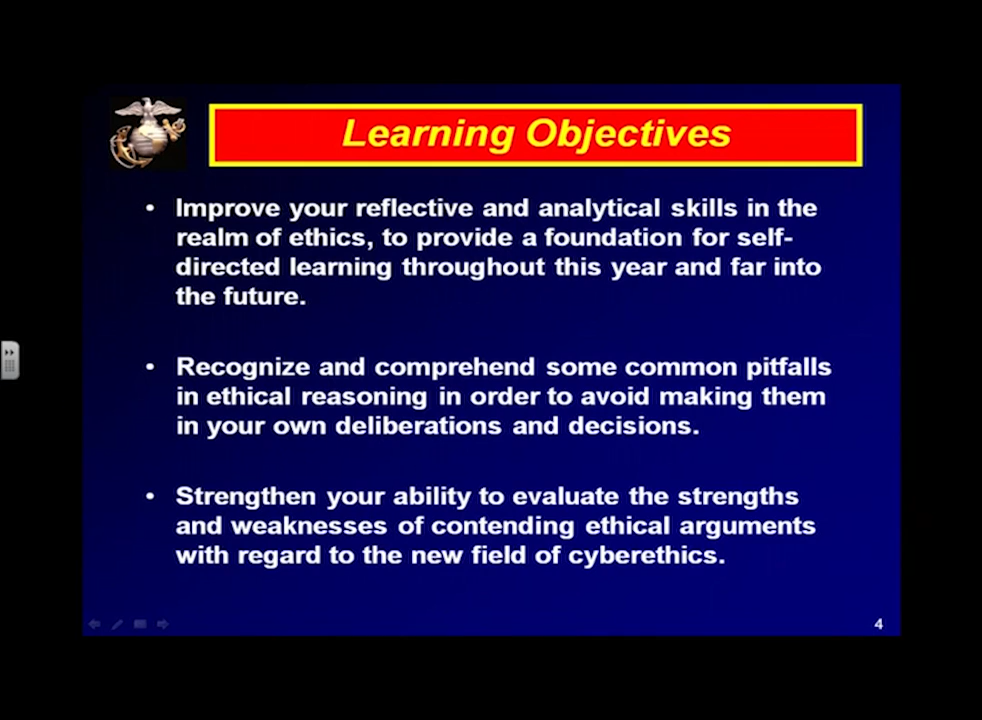 Learning Objectives
• Improve your reflective and analytical skills in the
realm of ethics, to provide a foundation for self-
directed learning throughout this year and far into
the future.
• Recognize and comprehend some common pitfalls
in ethical reasoning in order to avoid making them
in your own deliberations and decisions.
• Strengthen your ability to evaluate the strengths
and weaknesses of contending ethical arguments
with regard to the new field of cyberethics.
4